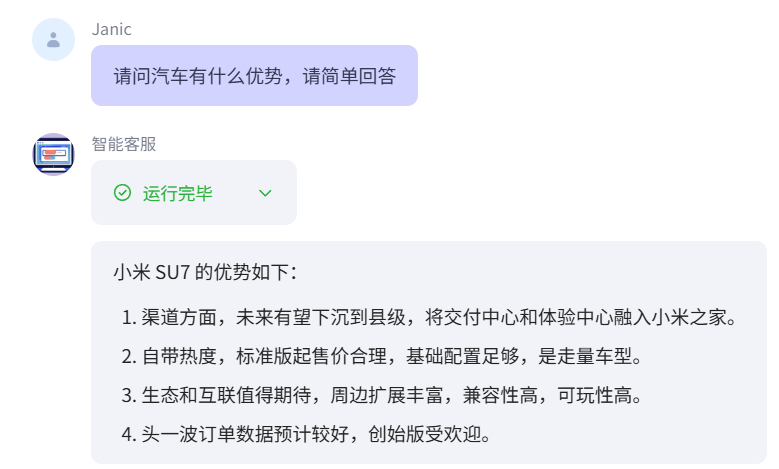 Janic
请问汽车有什么优势，请简单回答
智能客服
运行完毕
小米 SU7 的优势如下：
1. 渠道方面，未来有望下沉到县级，将交付中心和体验中心融入小米之家。
2. 自带热度，标准版起售价合理，基础配置足够，是走量车型。
3. 生态和互联值得期待，周边扩展丰富，兼容性高，可玩性高。
4. 头一波订单数据预计较好，创始版受欢迎。